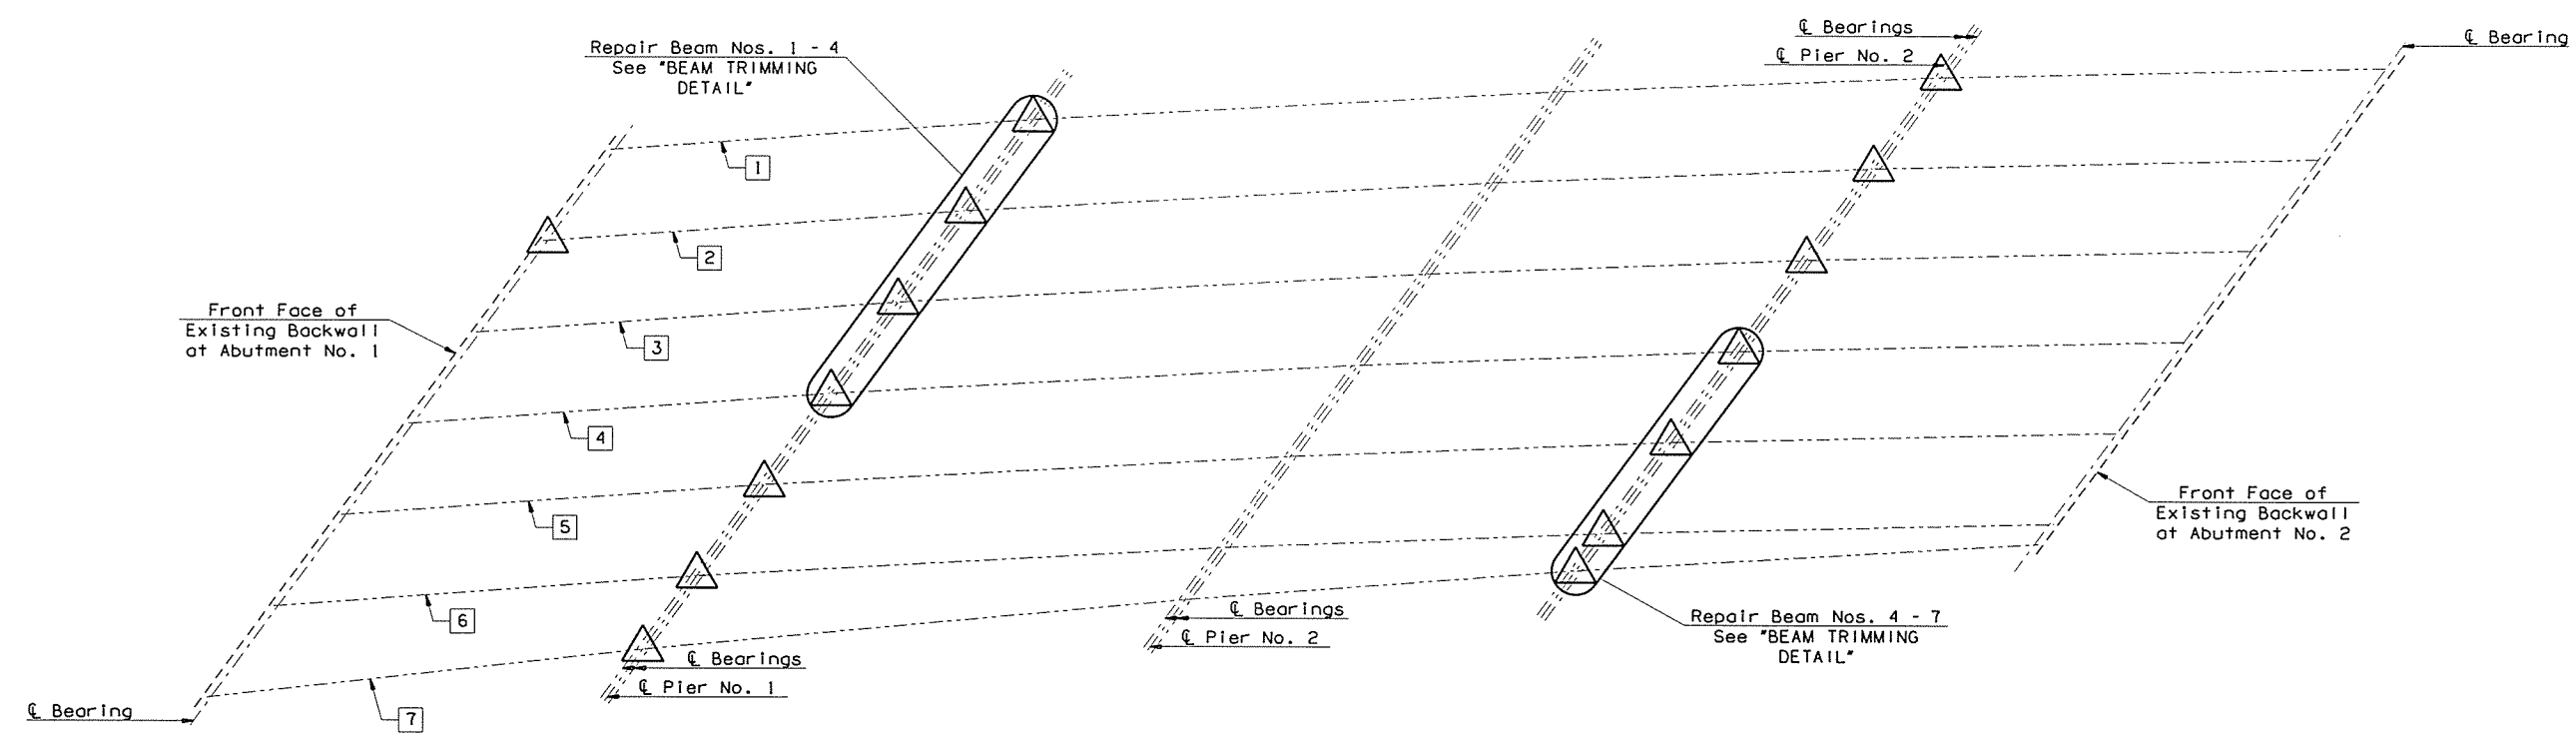 Repair Beam Nos. 1 - 4
See "BEAM TRIMMING
DETAIL"
℄ Bearings
℄ Pier No. 2
℄ Bearing
1
2
3
4
5
6
7
Front Face of
Existing Backwall
at Abutment No. 1
Front Face of
Existing Backwall
at Abutment No. 2
℄ Bearings
℄ Pier No. 2
Repair Beam Nos. 4 - 7
See "BEAM TRIMMING
DETAIL"
℄ Bearings
℄ Pier No. 1
℄ Bearing